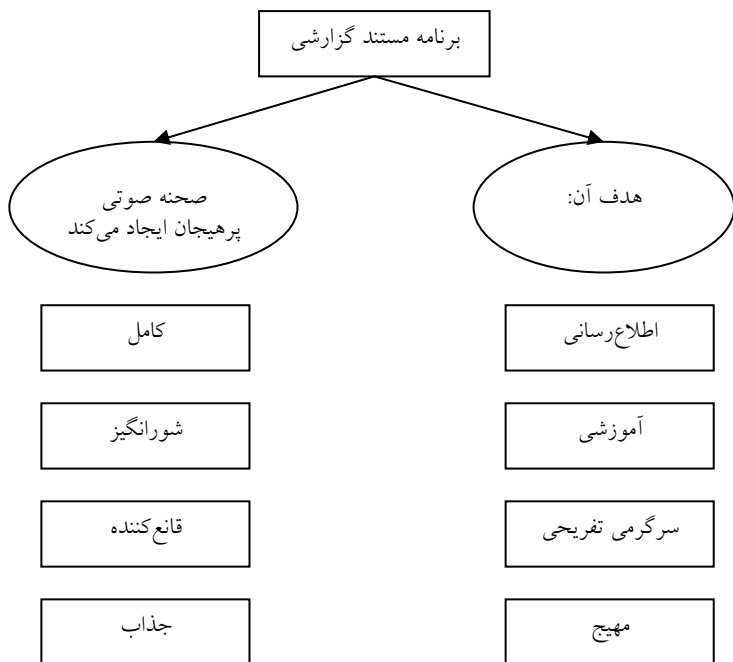 برنامه مستند گزارشی
هدف آن:
اطلاع‌رسانی
آموزشی
سرگرمی تفریحی
مهیج
صحنه صوتی
پرهیجان ایجاد می‌کند
کامل
شورانگیز
قانع‌کننده
جذاب